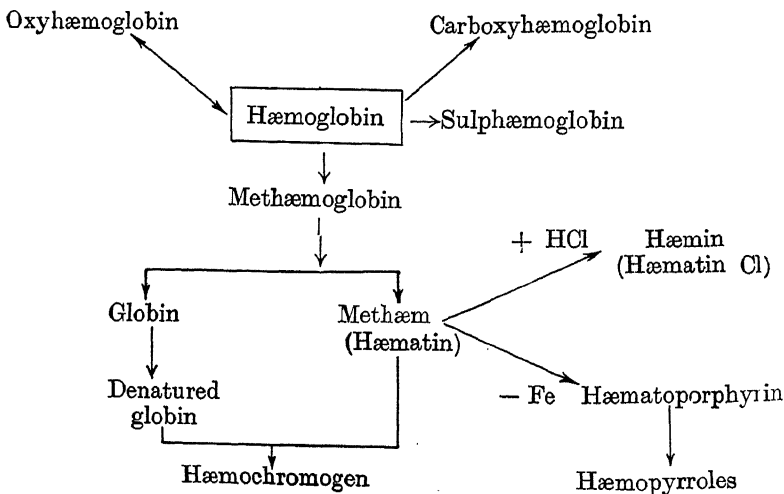 Oxyhæmoglobin
Carboxyhæmoglobin
Hæmoglobin
Sulphæmoglobin
Methæmoglobin
+ HCl
Hæmin
(Hæmatin Cl)
Globin
Methæm
(Hæmatin)
Denatured
globin
– Fe
Hæmatoporphyrin
Hæmochromogen
Hæmopyrroles